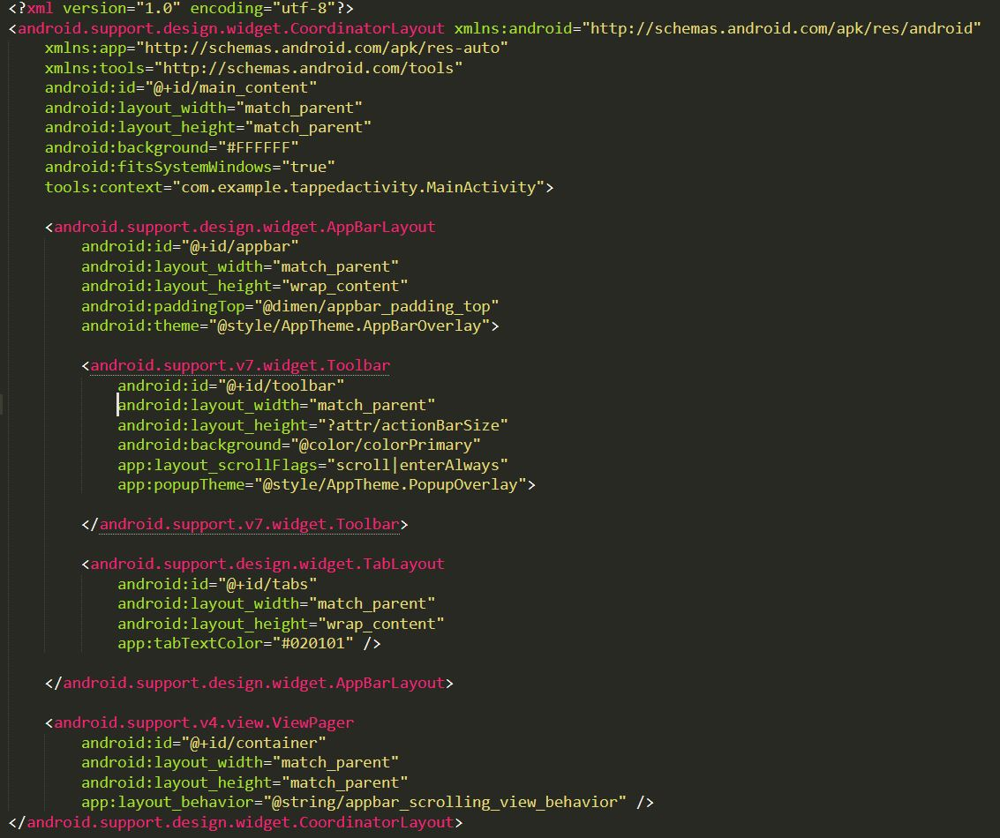 <?xml version="1.0" encoding="utf-8"?>
<android.support.design.widget.CoordinatorLayout xmlns:android="http://schemas.android.com/apk/res/android"
    xmlns:app="http://schemas.android.com/apk/res-auto"
    xmlns:tools="http://schemas.android.com/tools"
    android:id="@+id/main_content"
    android:layout_width="match_parent"
    android:layout_height="match_parent"
    android:background="#FFFFFF"
    android:fitsSystemWindows="true"
    tools:context="com.example.tappedactivity.MainActivity">

    <android.support.design.widget.AppBarLayout
        android:id="@+id/appbar"
        android:layout_width="match_parent"
        android:layout_height="wrap_content"
        android:paddingTop="@dimen/appbar_padding_top"
        android:theme="@style/AppTheme.AppBarOverlay">

        <android.support.v7.widget.Toolbar
            android:id="@+id/toolbar"
            android:layout_width="match_parent"
            android:layout_height="?attr/actionBarSize"
            android:background="@color/colorPrimary"
            app:layout_scrollFlags="scroll|enterAlways"
            app:popupTheme="@style/AppTheme.PopupOverlay">

        </android.support.v7.widget.Toolbar>

        <android.support.design.widget.TabLayout
            android:id="@+id/tabs"
            android:layout_width="match_parent"
            android:layout_height="wrap_content"
            app:tabTextColor="#020101" />

    </android.support.design.widget.AppBarLayout>

    <android.support.v4.view.ViewPager
        android:id="@+id/container"
        android:layout_width="match_parent"
        android:layout_height="match_parent"
        app:layout_behavior="@string/appbar_scrolling_view_behavior" />
</android.support.design.widget.CoordinatorLayout>